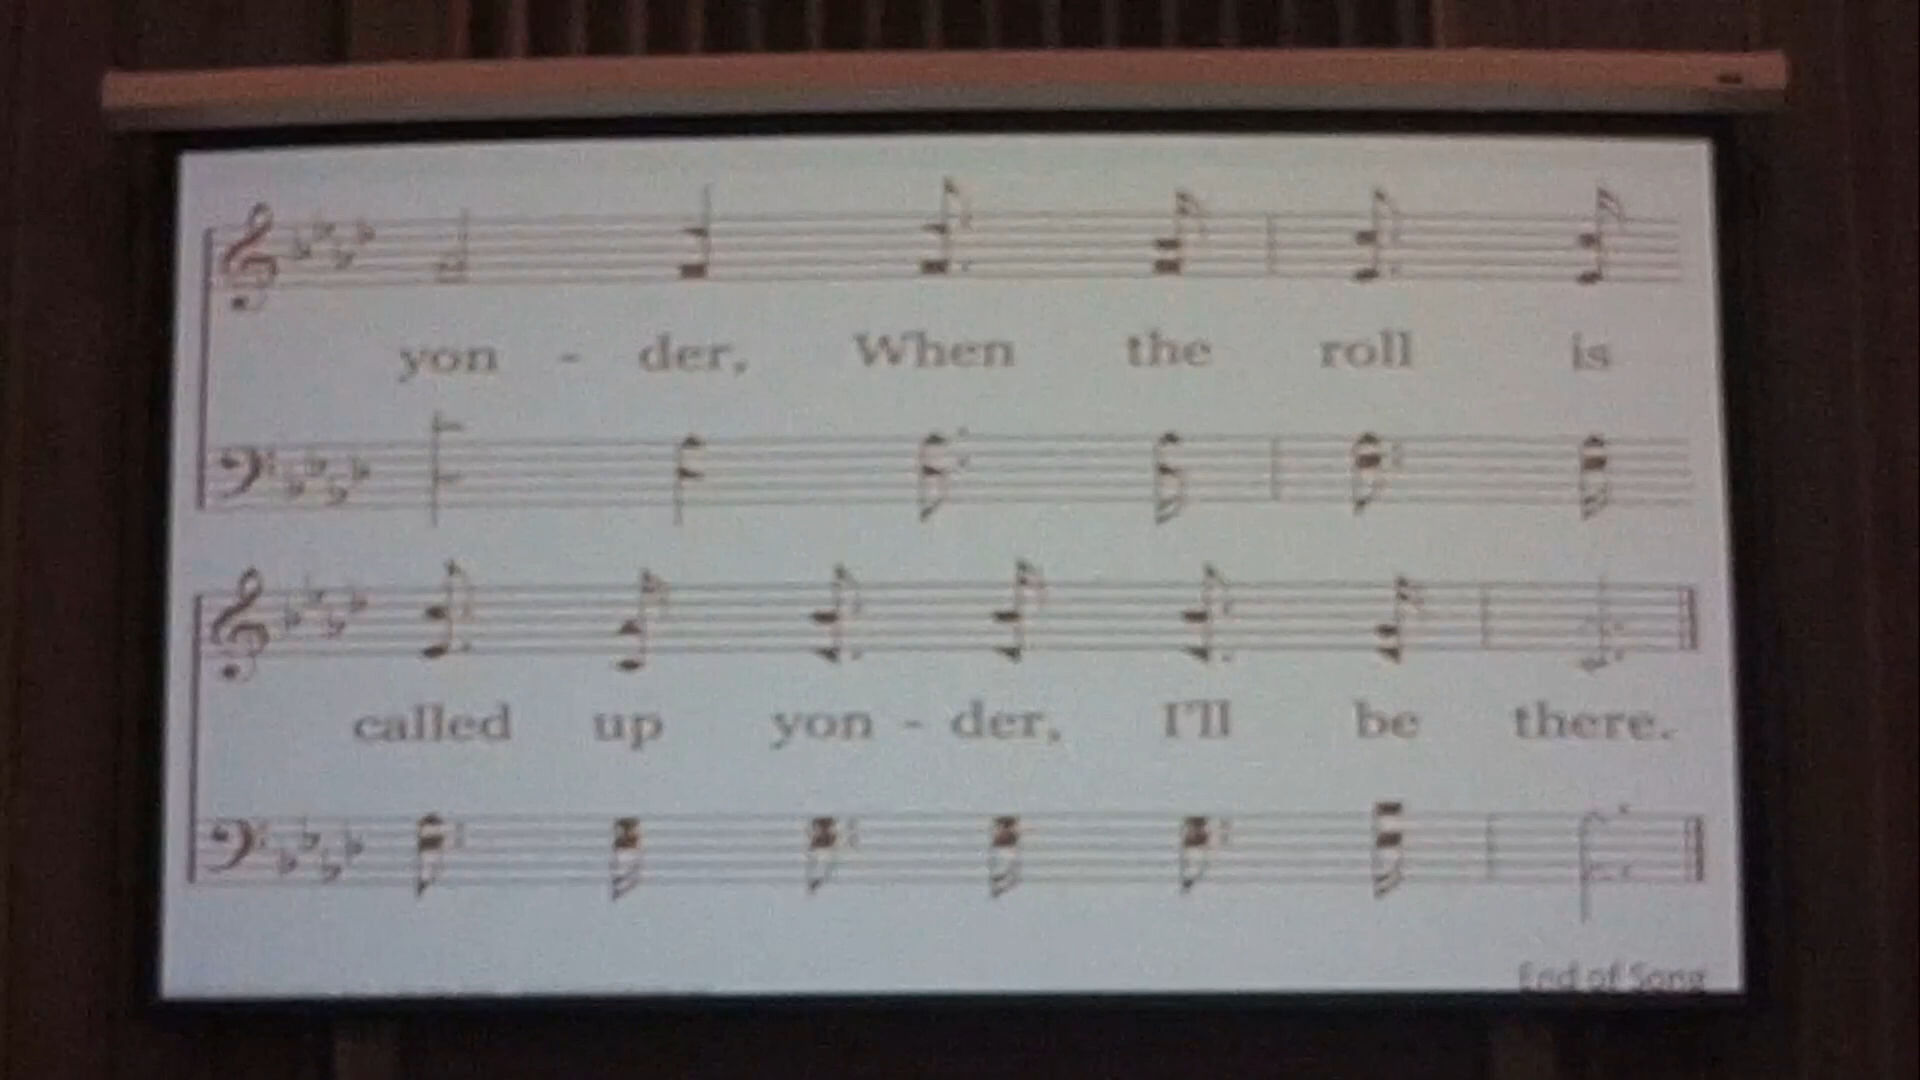 yon - der, When the roll is
called up yon - der, I'll be there.
End of Song